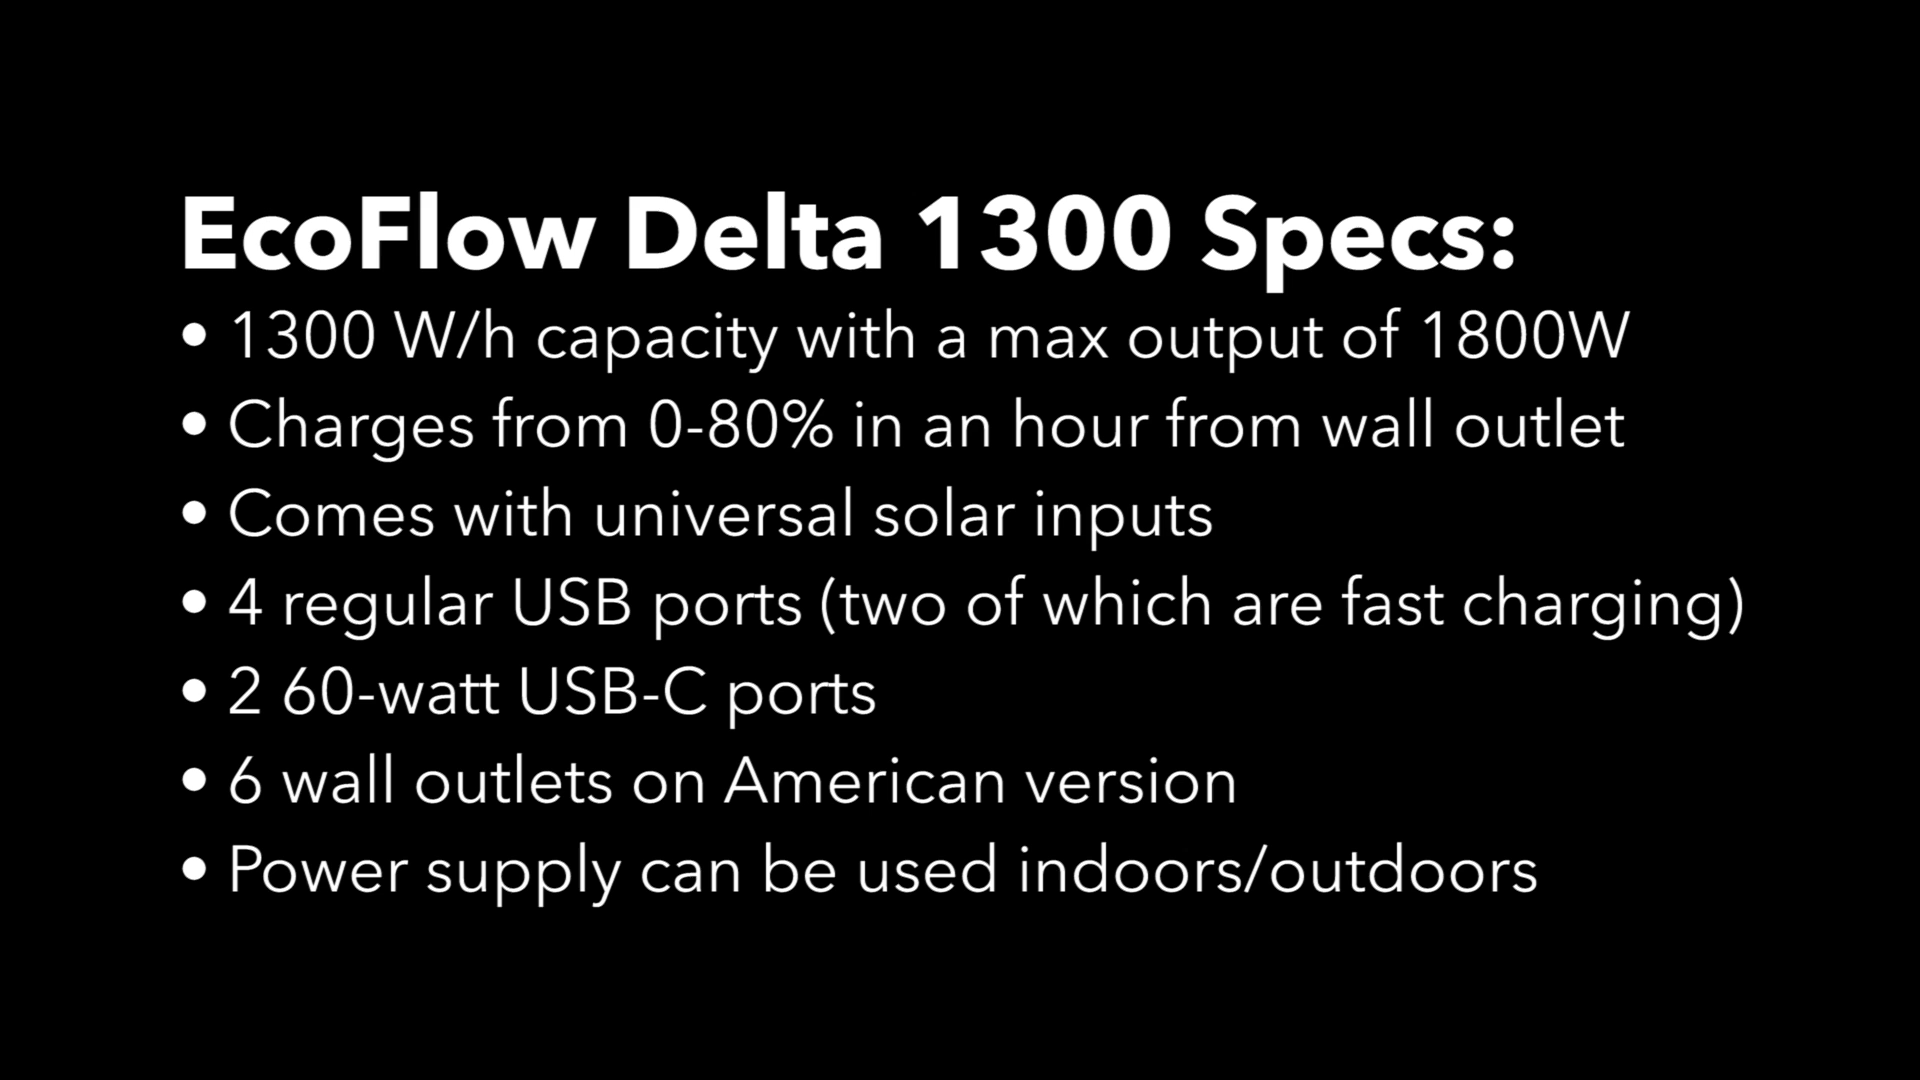 EcoFlow Delta 1300 Specs:
• 1300 W/h capacity with a max output of 1800W
• Charges from 0-80% in an hour from wall outlet
• Comes with universal solar inputs
• 4 regular USB ports (two of which are fast charging)
• 2 60-watt USB-C ports
• 6 wall outlets on American version
• Power supply can be used indoors/outdoors